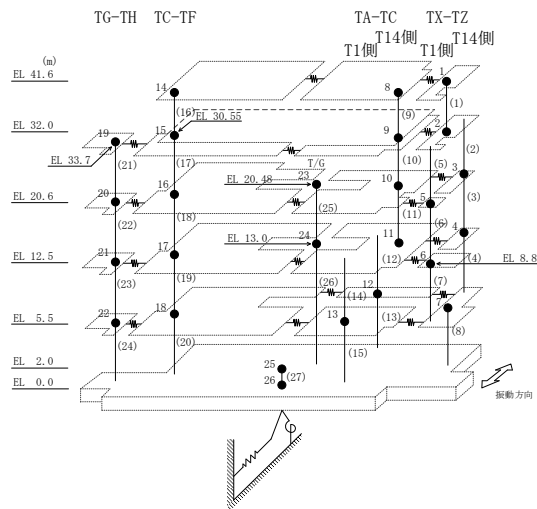 TG-TH TC-TF TA-TC TX-TZ
T14側 T14側
T1側 T1側
(m)
EL 41.6
14 8 1
(16) (9) (1)
EL 30.55
EL 32.0
19 15 9 2
EL 33.7
(21) (17) (10) (2)
T/G
EL 20.48 23
16 10 (5) 3
EL 20.6
20 5 (3)
(22) (18) (25) (11)
24 (6) 4
EL 13.0 11
EL 12.5
21 17 (12) 6 (4) EL 8.8
(23) (19) (26) (7)
(14) 12 7
EL 5.5
22 18 13 (13) (8)
(24) (20) (15)
EL 2.0
25
EL 0.0
26 (27)
振動方向